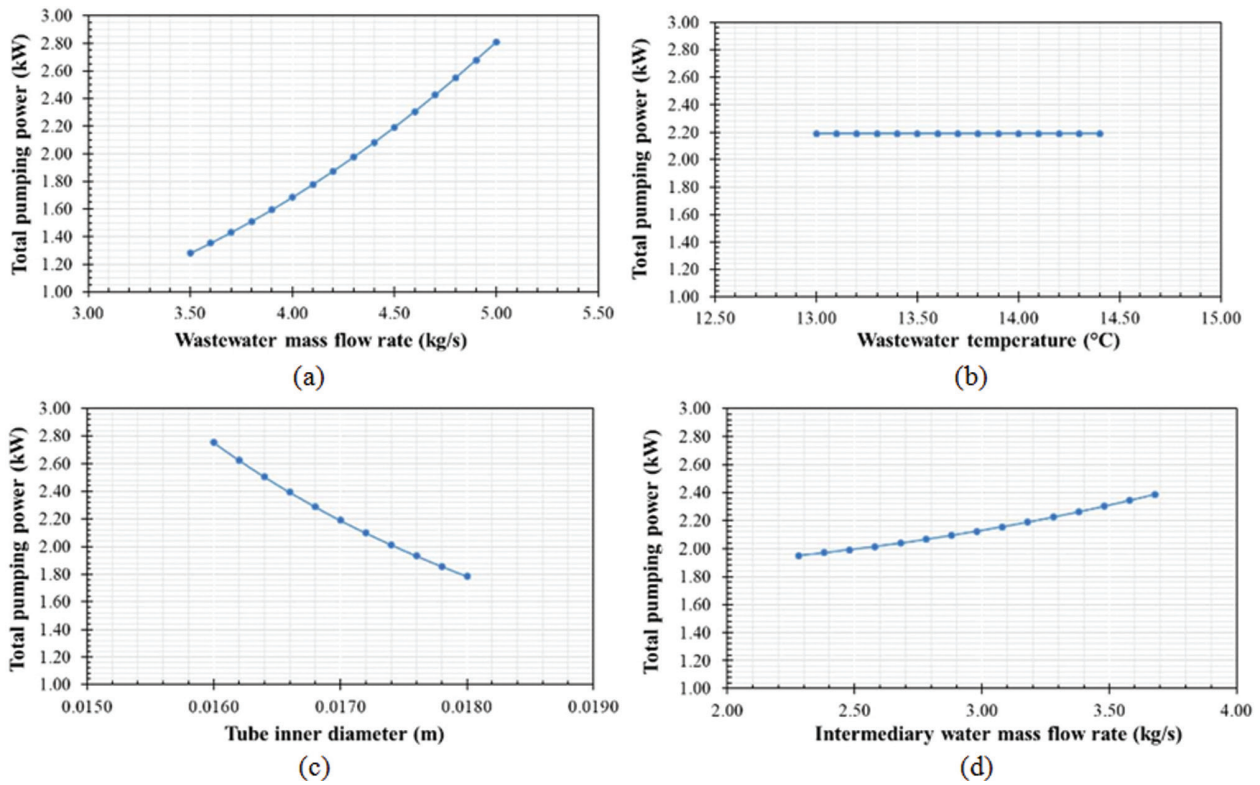 Total pumping power (kW)
3.00
2.80
2.60
2.40
2.20
2.00
1.80
1.60
1.40
1.20
1.00
3.00 3.50 4.00 4.50 5.00 5.50
Wastewater mass flow rate (kg/s)
(a)
Total pumping power (kW)
3.00
2.80
2.60
2.40
2.20
2.00
1.80
1.60
1.40
1.20
1.00
12.50 13.00 13.50 14.00 14.50 15.00
Wastewater temperature (°C)
(b)
Total pumping power (kW)
3.00
2.80
2.60
2.40
2.20
2.00
1.80
1.60
1.40
1.20
1.00
0.0150 0.0160 0.0170 0.0180 0.0190
Tube inner diameter (m)
(c)
Total pumping power (kW)
3.00
2.80
2.60
2.40
2.20
2.00
1.80
1.60
1.40
1.20
1.00
2.00 2.50 3.00 3.50 4.00
Intermediary water mass flow rate (kg/s)
(d)